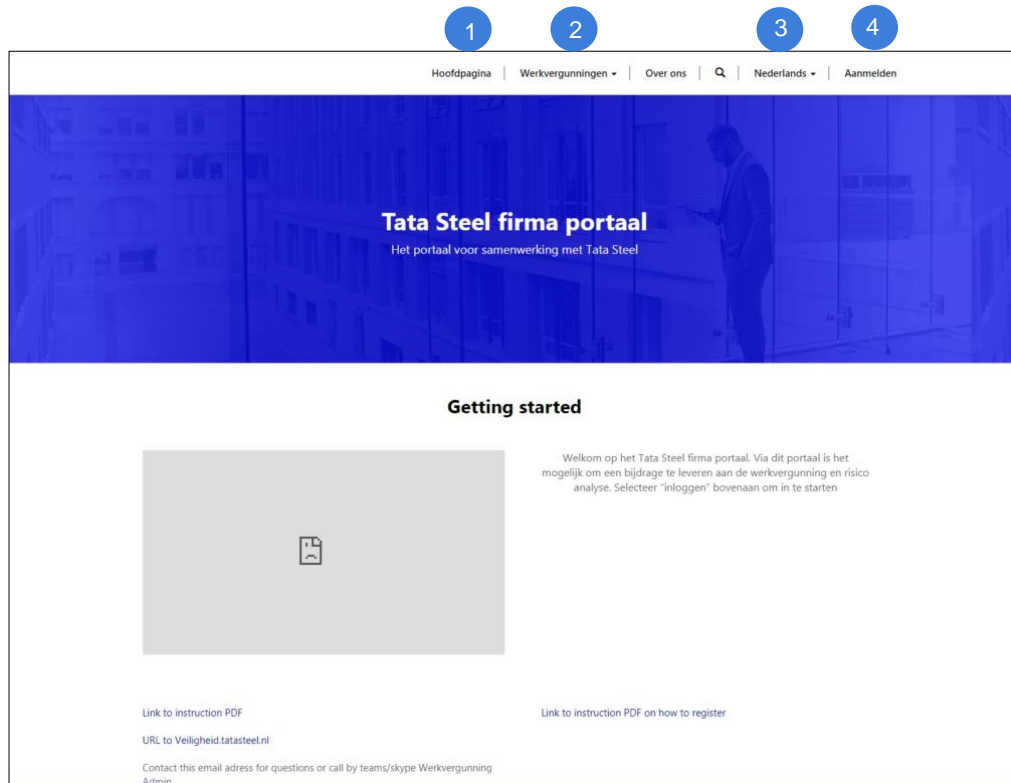 1 2 3 4
Hoofdpagina Werkvergunningen Over ons Nederlands Aanmelden
Tata Steel firma portaal
Het portaal voor samenwerking met Tata Steel
Getting started
Welkom op het Tata Steel firma portaal. Via dit portaal is het
mogelijk om een bijdrage te leveren aan de werkvergunning en risico
analyse. Selecteer "inloggen" bovenaan om in te starten
Link to instruction PDF
Link to instruction PDF on how to register
URL to Veiligheid.tatasteel.nl
Contact this email adress for questions or call by teams/skype Werkvergunning
Admin